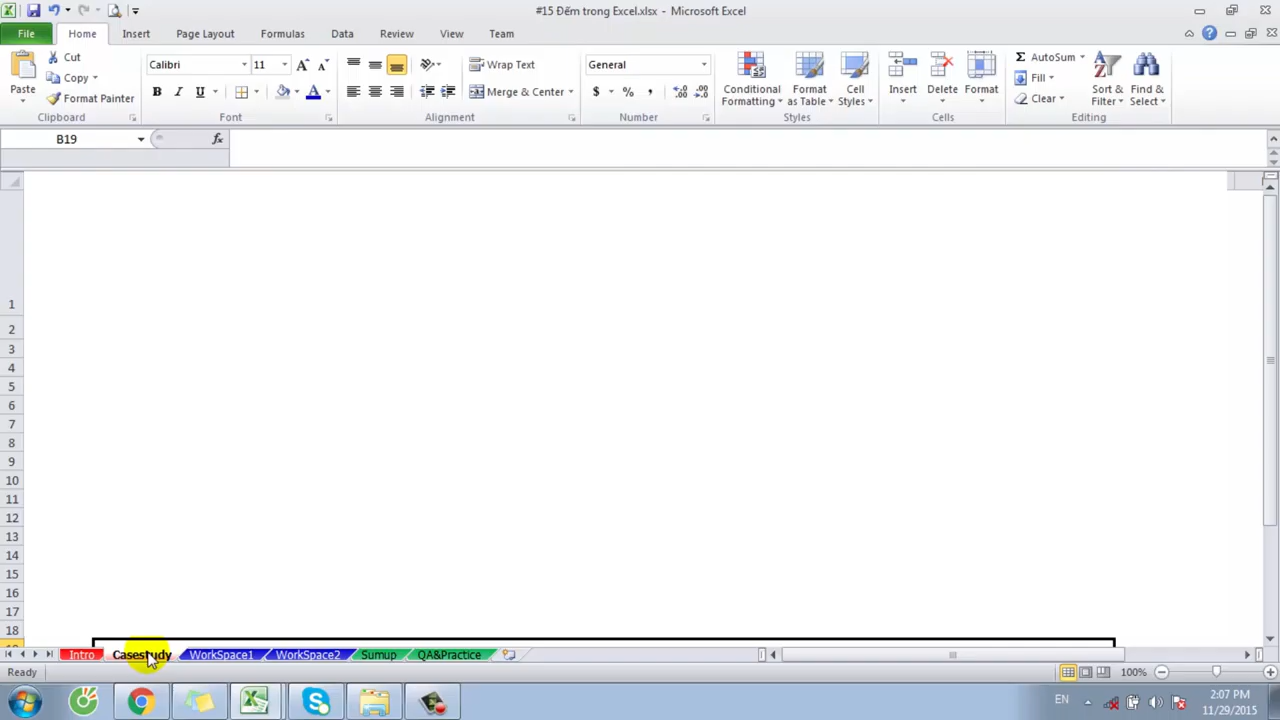 #15 Đếm trong Excel.xlsx - Microsoft Excel
File Home Insert Page Layout Formulas Data Review View Team
Paste
Cut
Copy
Format Painter
Clipboard
Calibri 11
B I U A
Font
Wrap Text
Merge & Center
Alignment
General
$ % ,
Number
Conditional Formatting
Format as Table
Cell Styles
Styles
Insert
Delete
Format
Cells
Σ AutoSum
Fill
Clear
Sort & Filter
Find & Select
Editing
B19 fx
1
2
3
4
5
6
7
8
9
10
11
12
13
14
15
16
17
18
Intro Casestudy WorkSpace1 WorkSpace2 Sumup QA&Practice
Ready 100%
EN 2:07 PM
11/29/2015